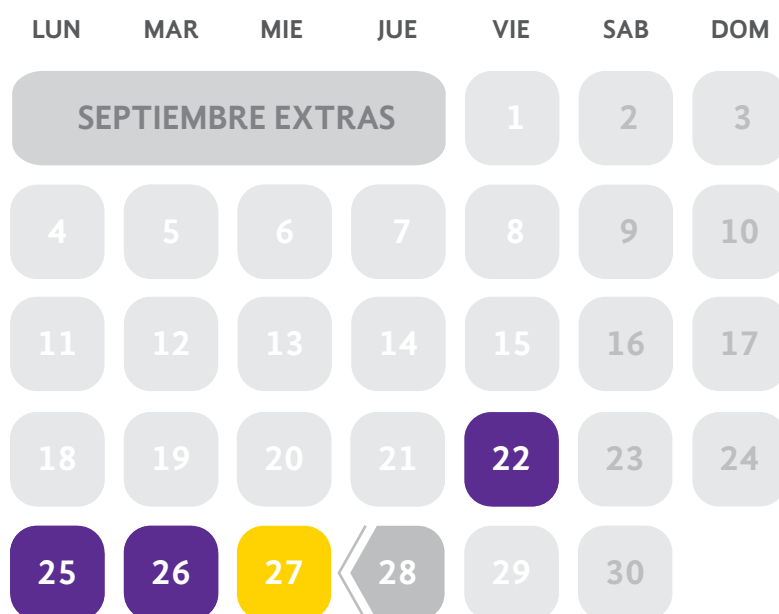 LUN MAR MIE JUE VIE SAB DOM
SEPTIEMBRE EXTRAS 1 2 3
4 5 6 7 8 9 10
11 12 13 14 15 16 17
18 19 20 21 22 23 24
25 26 27 28 29 30